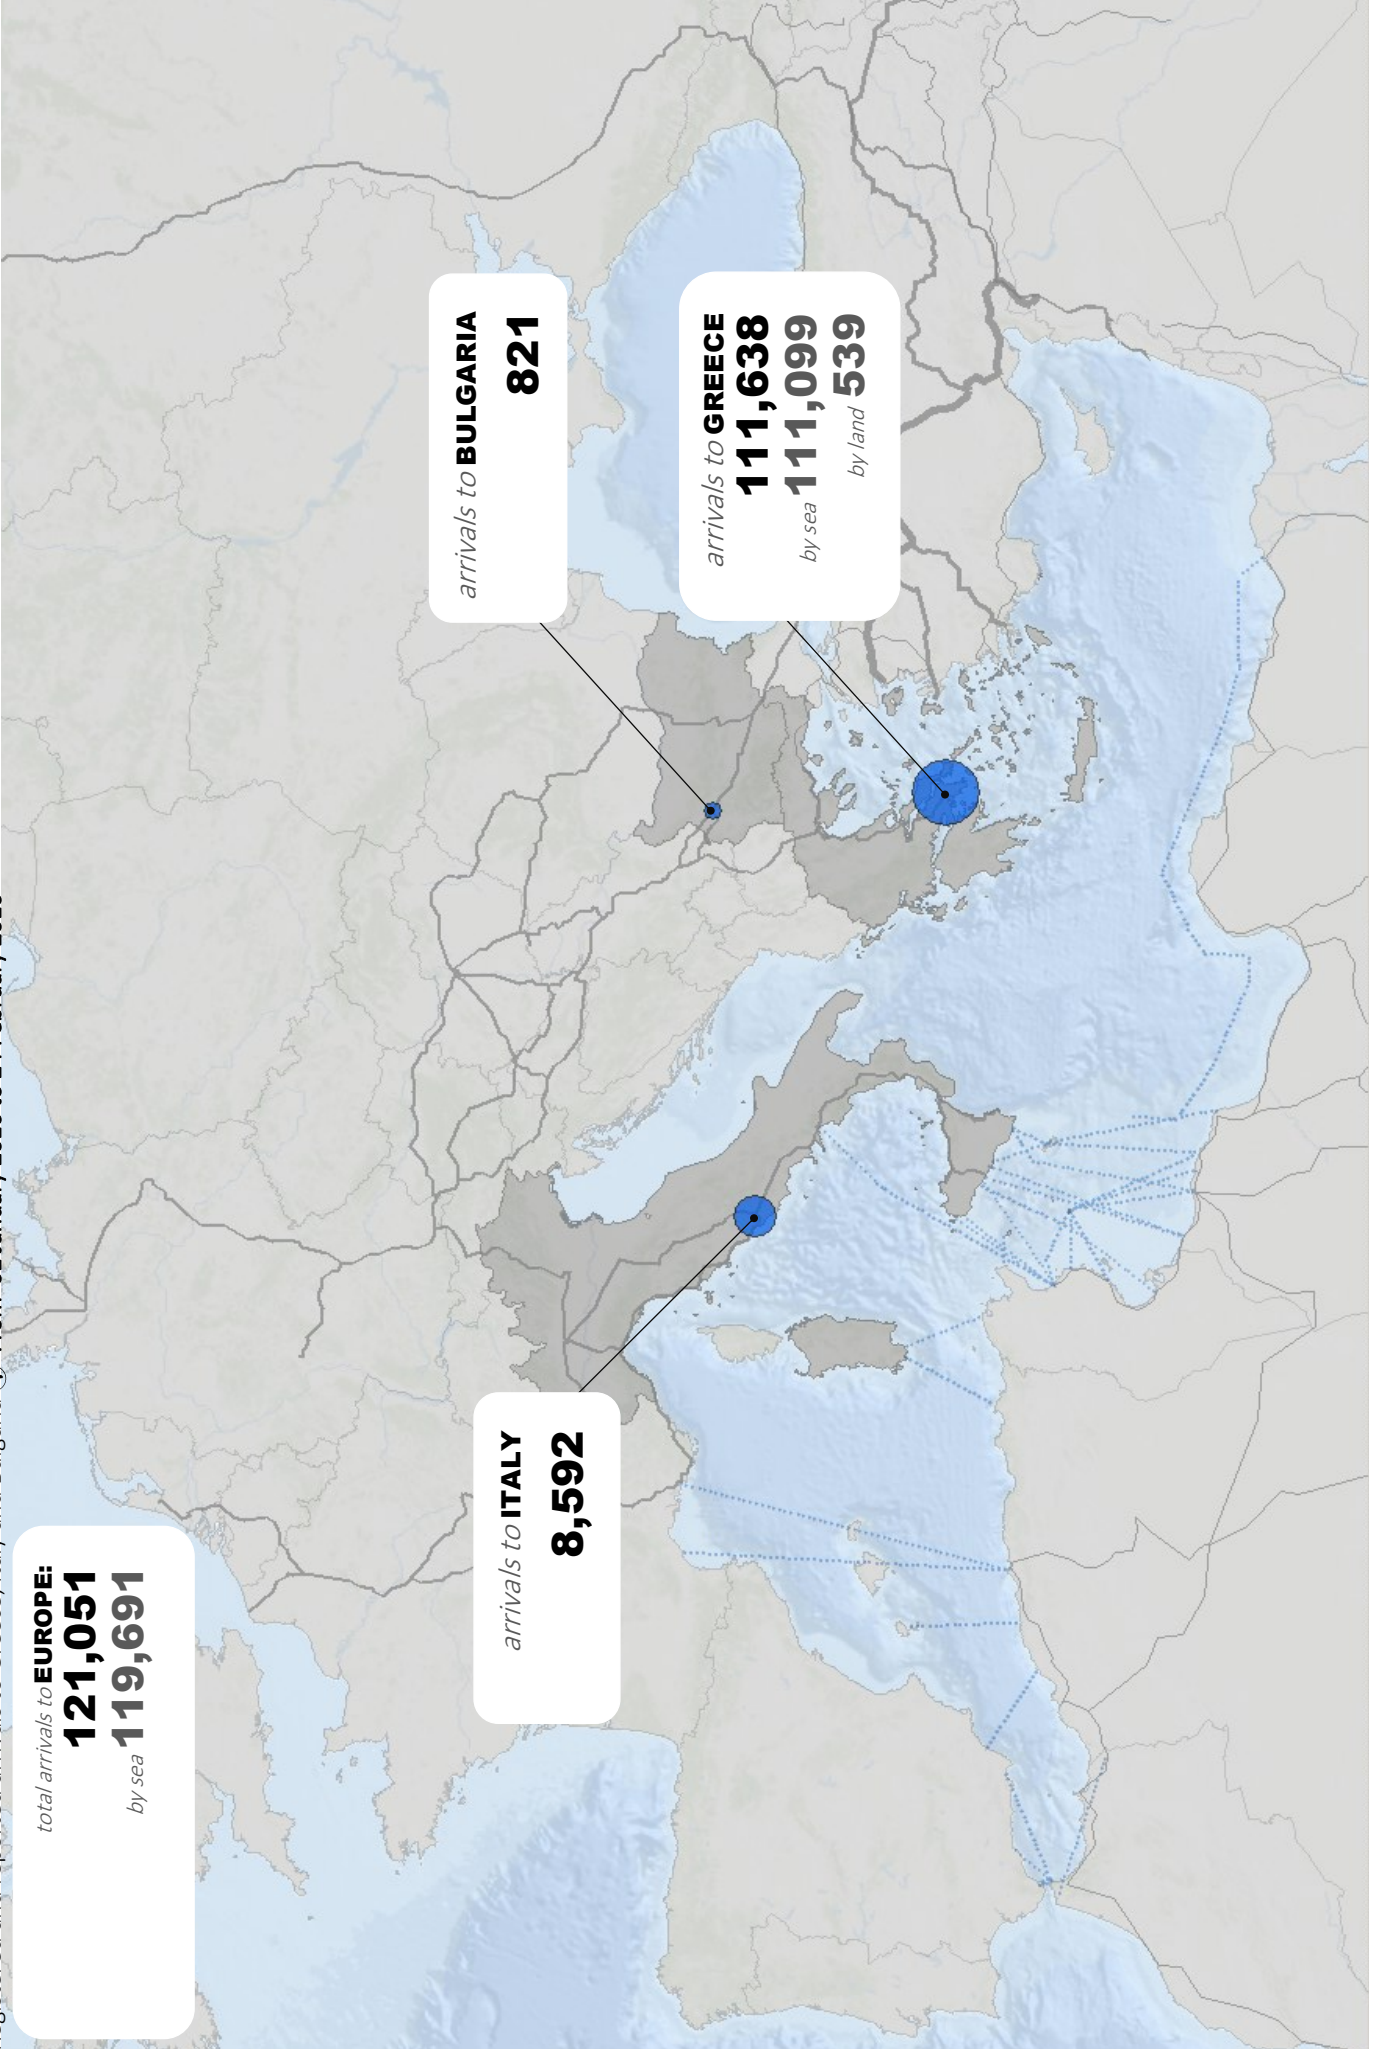 total arrivals to EUROPE:
121,051
by sea 119,691
arrivals to BULGARIA
821
arrivals to ITALY
8,592
arrivals to GREECE
111,638
by sea 111,099
by land 539